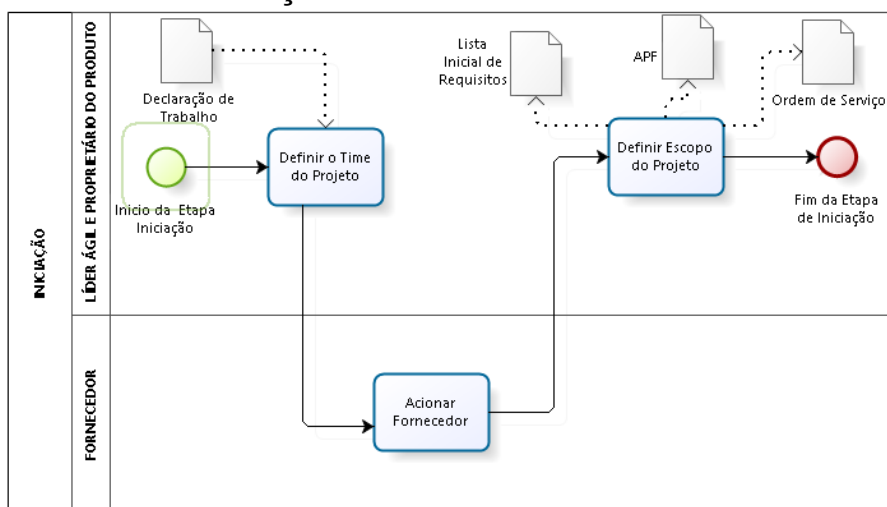 INICIAÇÃO
LÍDER ÁGIL E PROPRIETÁRIO DO PRODUTO
Declaração de
Trabalho
Inicio da Etapa
Iniciação
Definir o Time
do Projeto
Lista
Inicial de
Requisitos
APF
Ordem de Serviço
Definir Escopo
do Projeto
Fim da Etapa
de Iniciação
FORNECEDOR
Acionar
Fornecedor